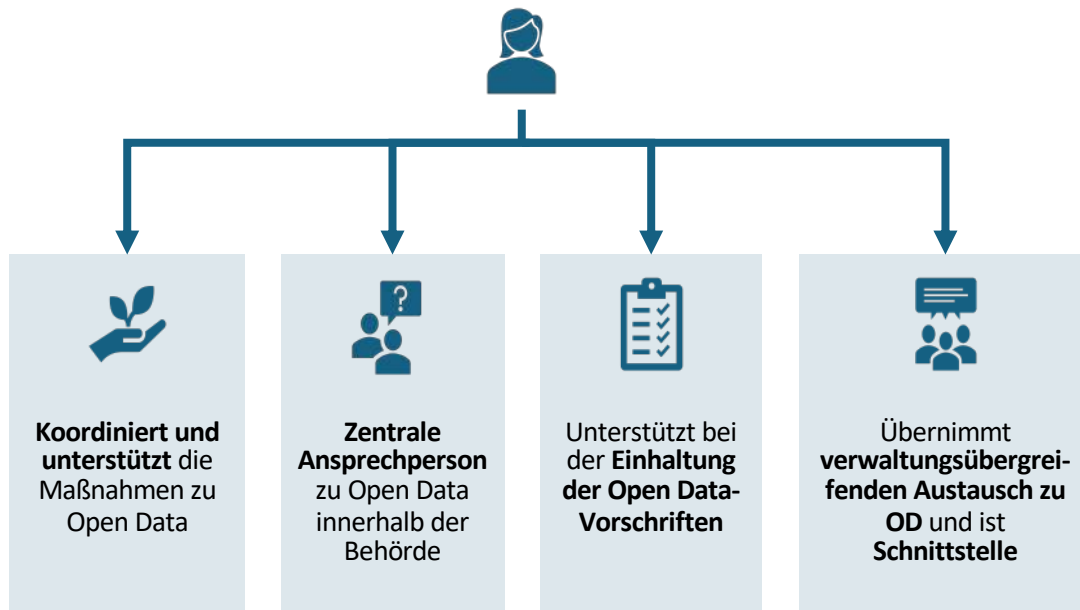 Koordiniert und
unterstützt die
Maßnahmen zu
Open Data
Zentrale
Ansprechperson
zu Open Data
innerhalb der
Behörde
Unterstützt bei
der Einhaltung
der Open Data-
Vorschriften
Übernimmt
verwaltungsübergrei-
fenden Austausch zu
OD und ist
Schnittstelle